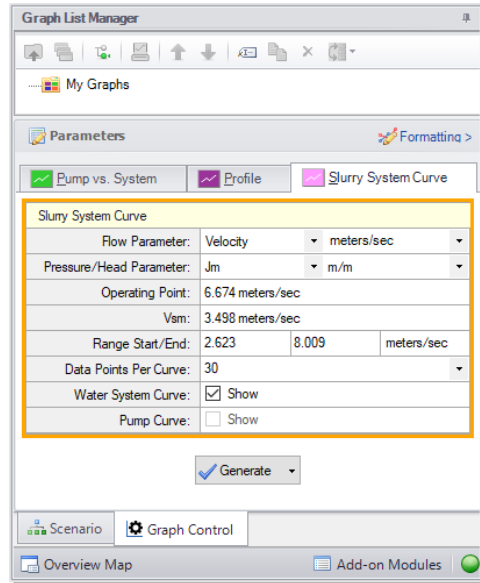 Graph List Manager
My Graphs
Parameters
Formatting >
Pump vs. System
Profile
Slurry System Curve
Slurry System Curve
Flow Parameter: Velocity meters/sec
Pressure/Head Parameter: Jm m/m
Operating Point: 6.674 meters/sec
Vsm: 3.498 meters/sec
Range Start/End: 2.623 8.009 meters/sec
Data Points Per Curve: 30
Water System Curve: Show
Pump Curve: Show
Generate
Scenario
Graph Control
Overview Map
Add-on Modules